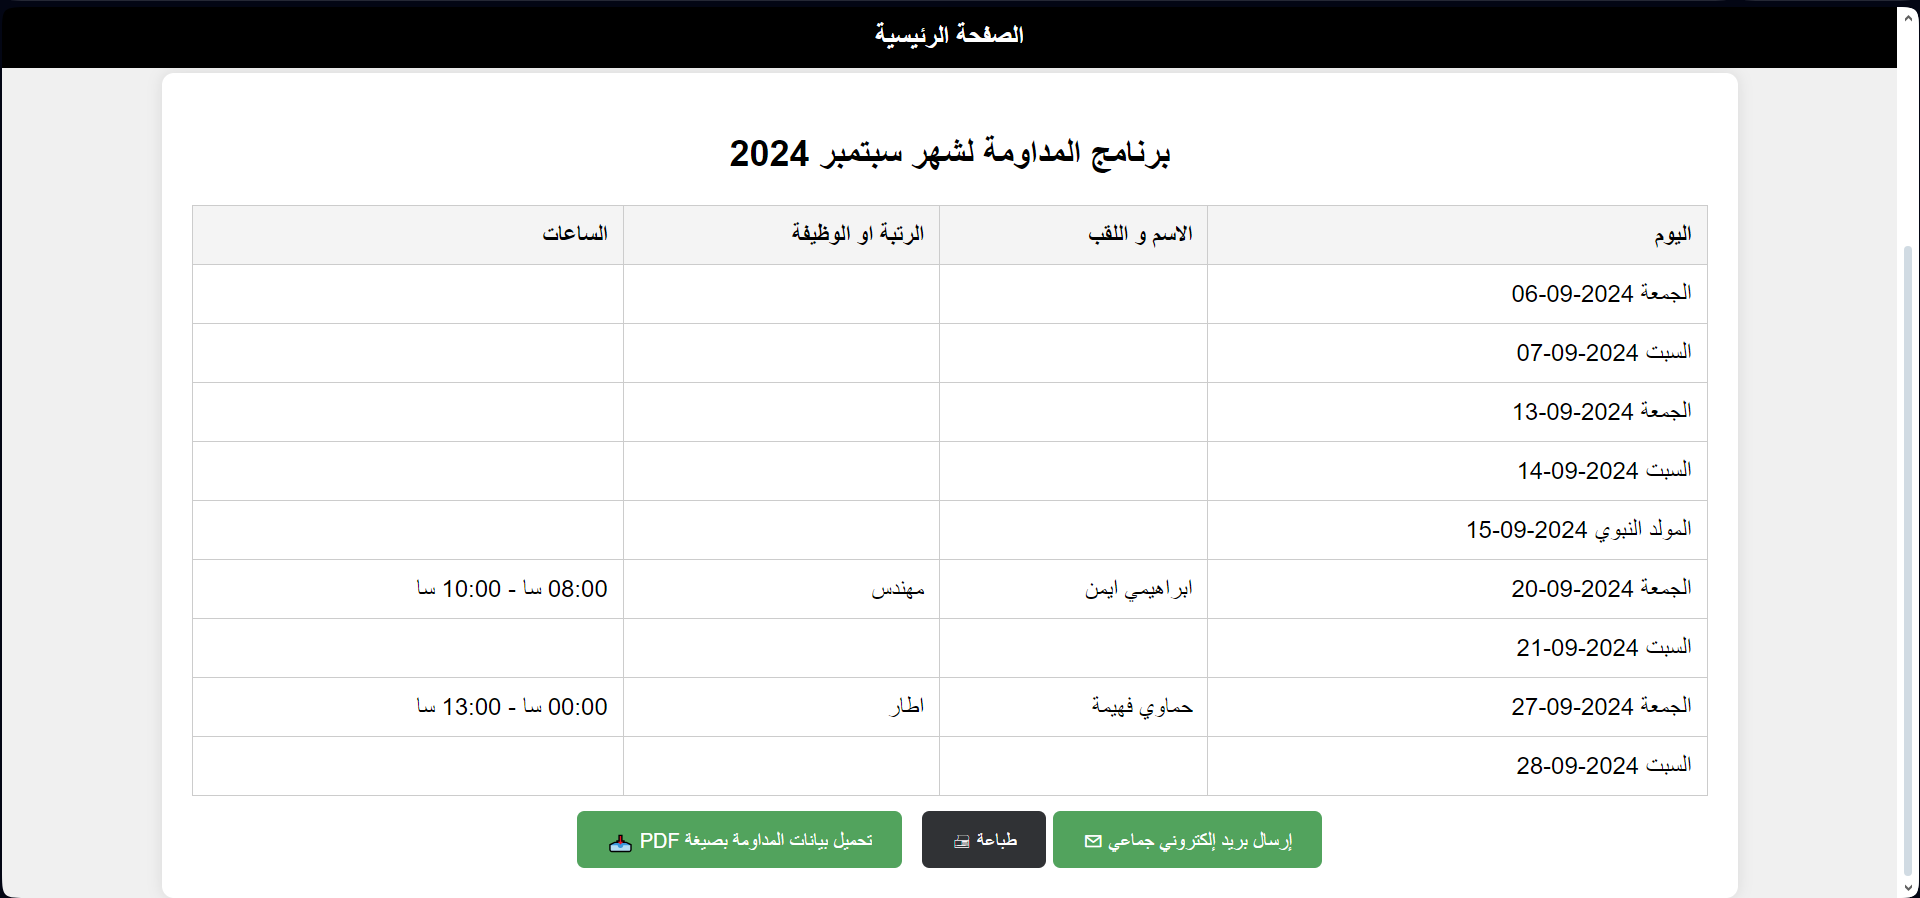 الصفحة الرئيسية
برنامج المداومة لشهر سبتمبر 2024
اليوم الاسم و اللقب الرتبة او الوظيفة الساعات
الجمعة 2024-09-06
السبت 2024-09-07
الجمعة 2024-09-13
السبت 2024-09-14
المولد النبوي 2024-09-15
الجمعة 2024-09-20 ابراهيمي ايمن مهندس 08:00 سا - 10:00 سا
السبت 2024-09-21
الجمعة 2024-09-27 حماوي فهيمة اطار 00:00 سا - 13:00 سا
السبت 2024-09-28
إرسال بريد إلكتروني جماعي طباعة تحميل بيانات المداومة بصيغة PDF